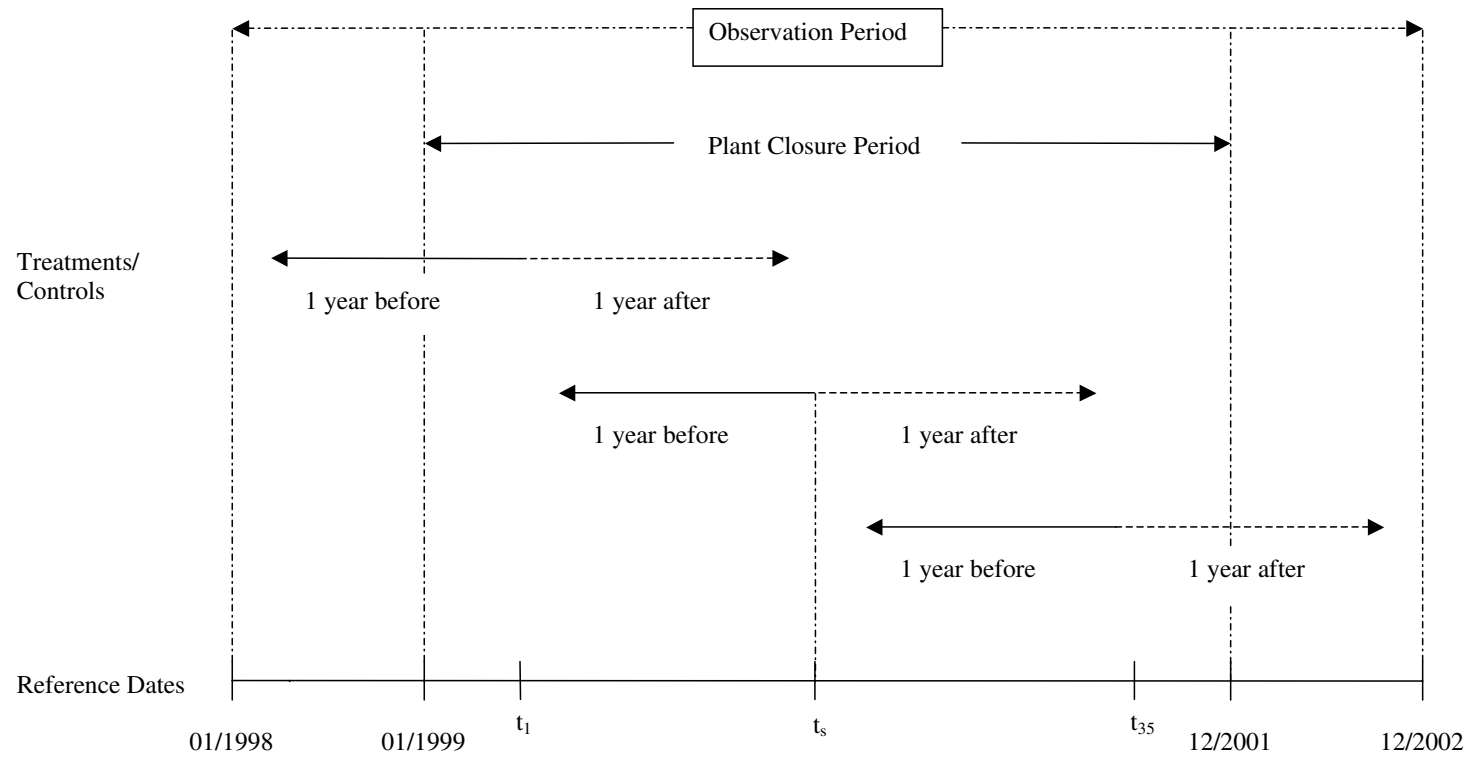 Observation Period
Plant Closure Period
Treatments/
Controls
1 year before
1 year after
1 year before
1 year after
1 year before
1 year after
Reference Dates
t₁
tₛ
t₃₅
01/1998
01/1999
12/2001
12/2002